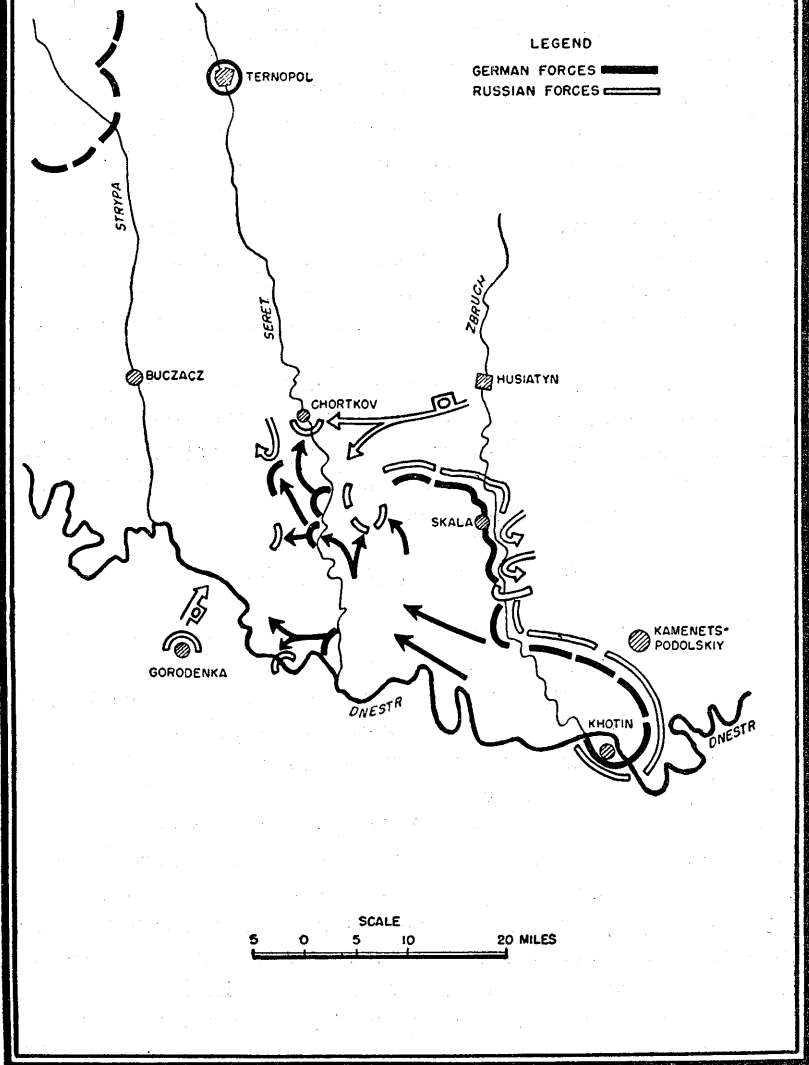 LEGEND
GERMAN FORCES
RUSSIAN FORCES
TERNOPOL
STRYPA
SERET
ZBRUCH
BUCZACZ
HUSIATYN
CHORTKOV
SKALA
KAMENETS-
PODOLSKIY
GORODENKA
DNESTR
KHOTIN
DNESTR
SCALE
5 0 5 10 20 MILES